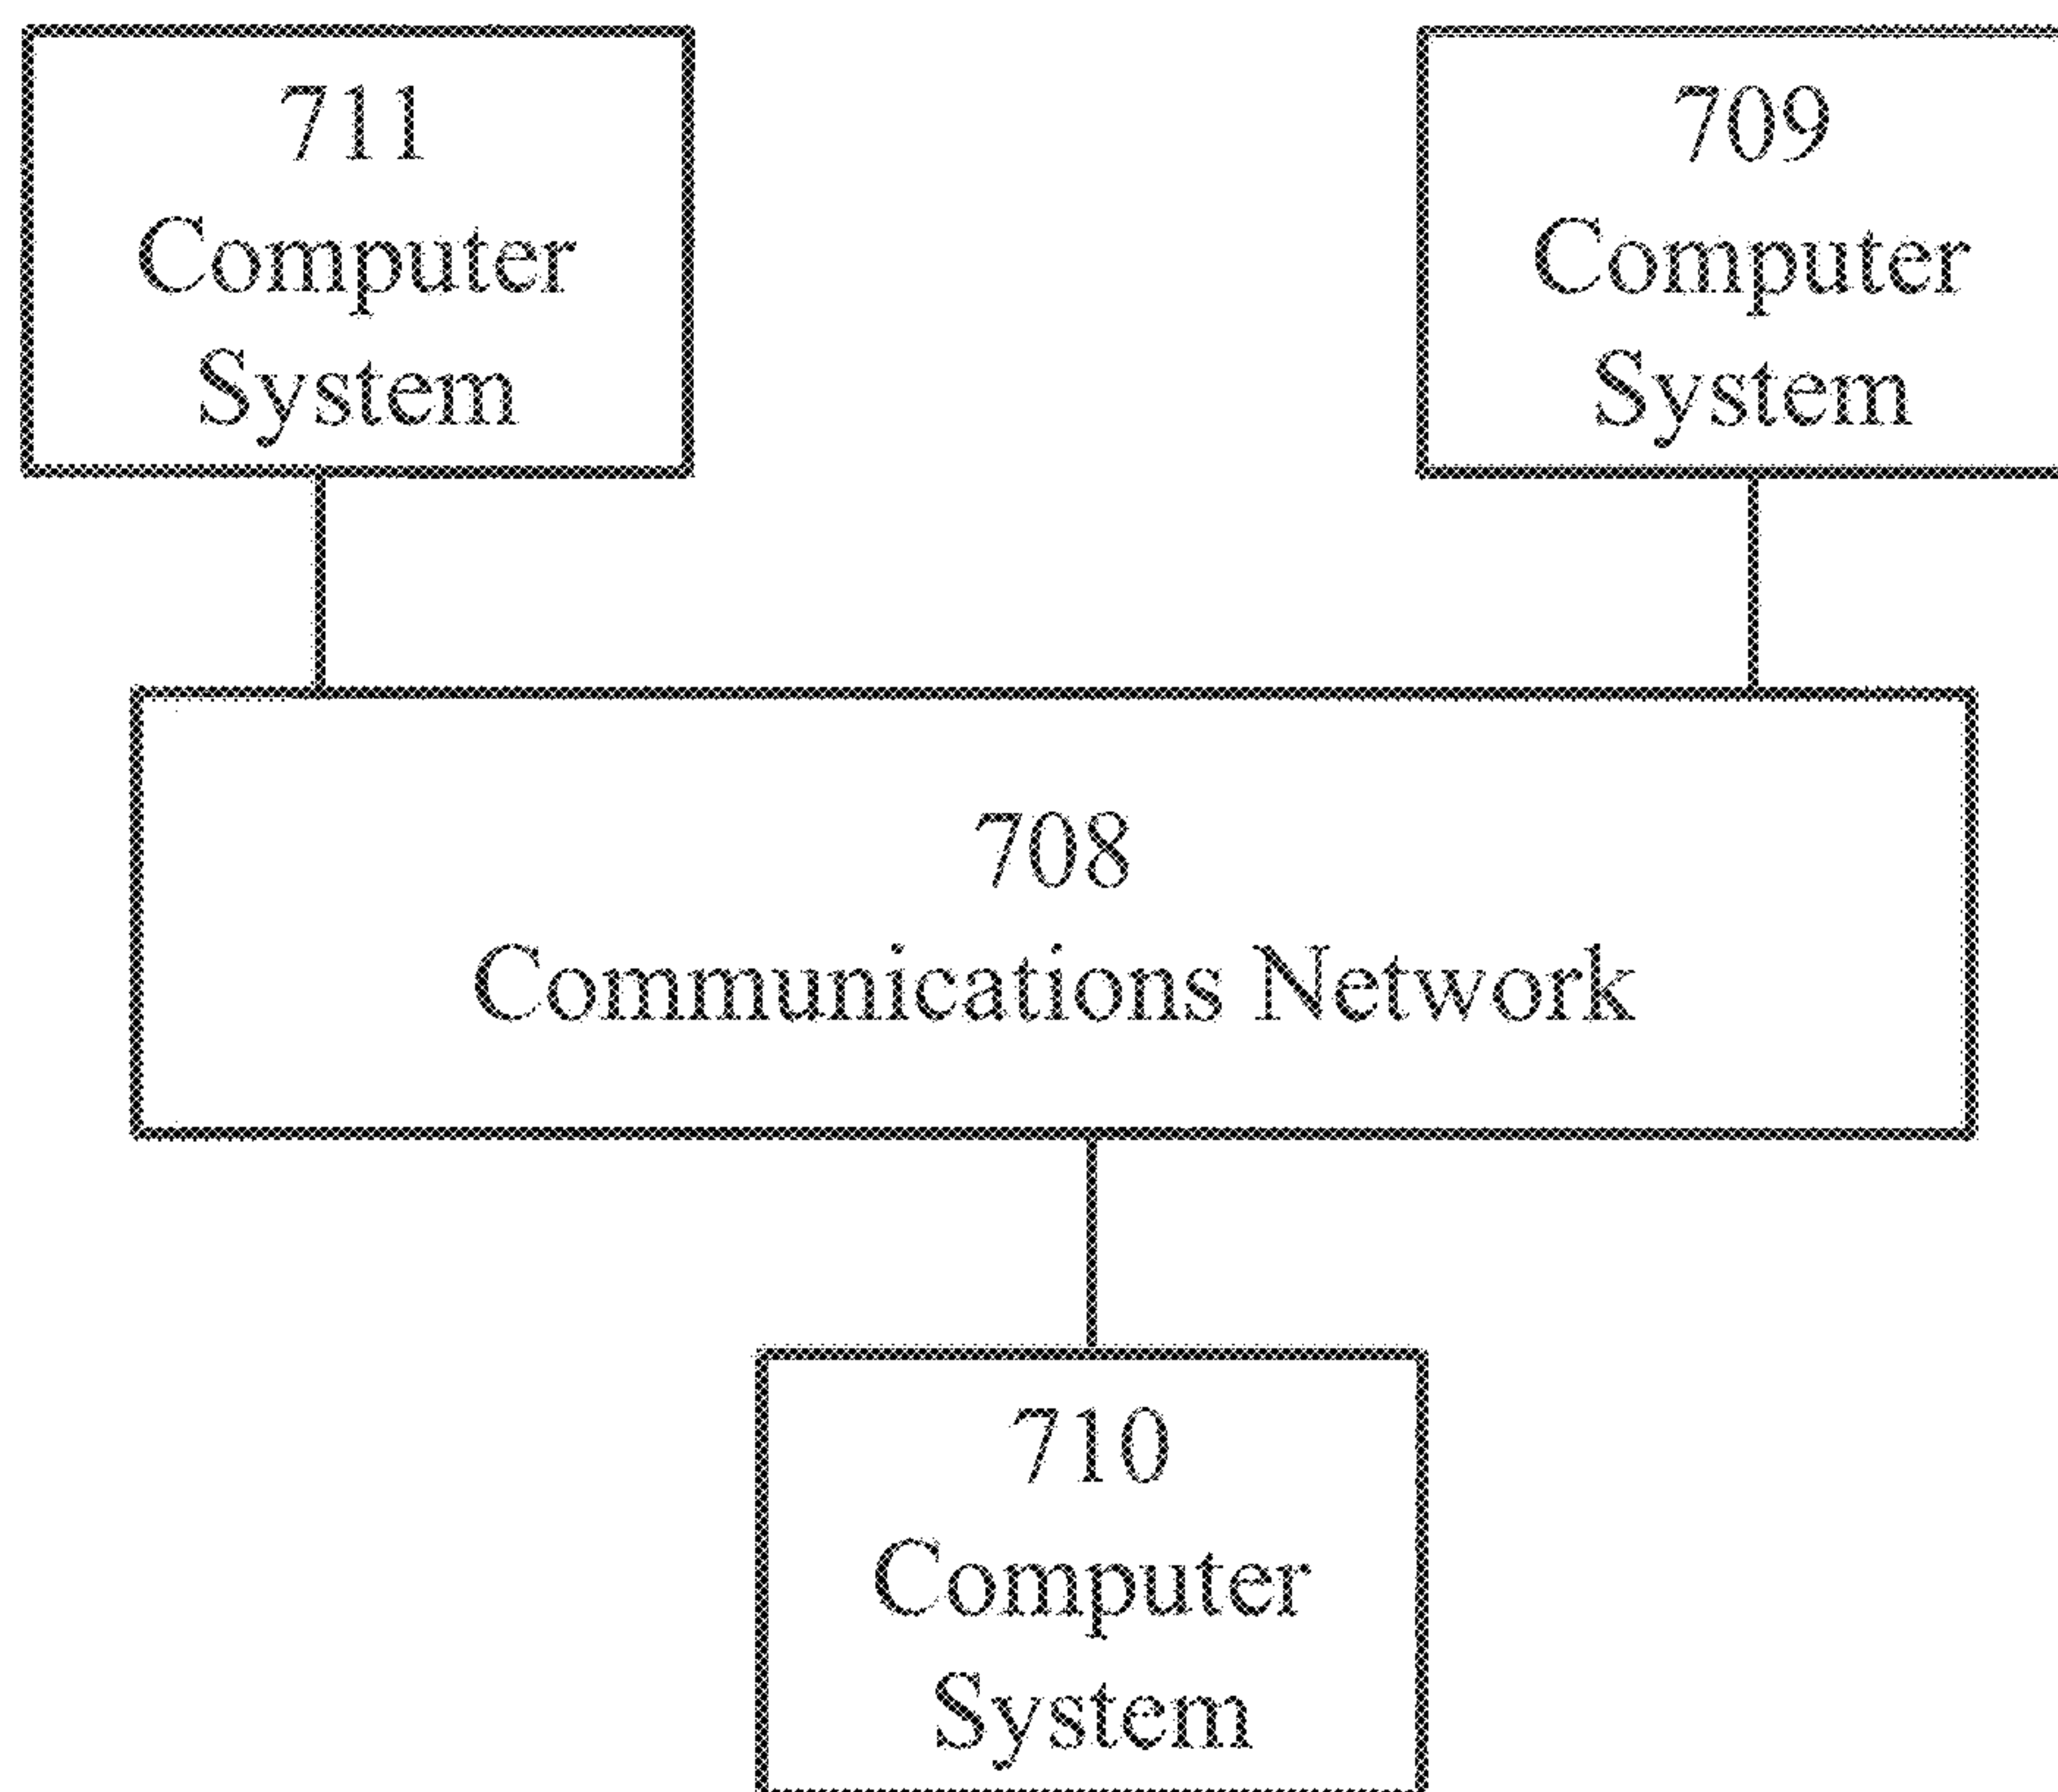 711
Computer
System
709
Computer
System
708
Communications Network
710
Computer
System